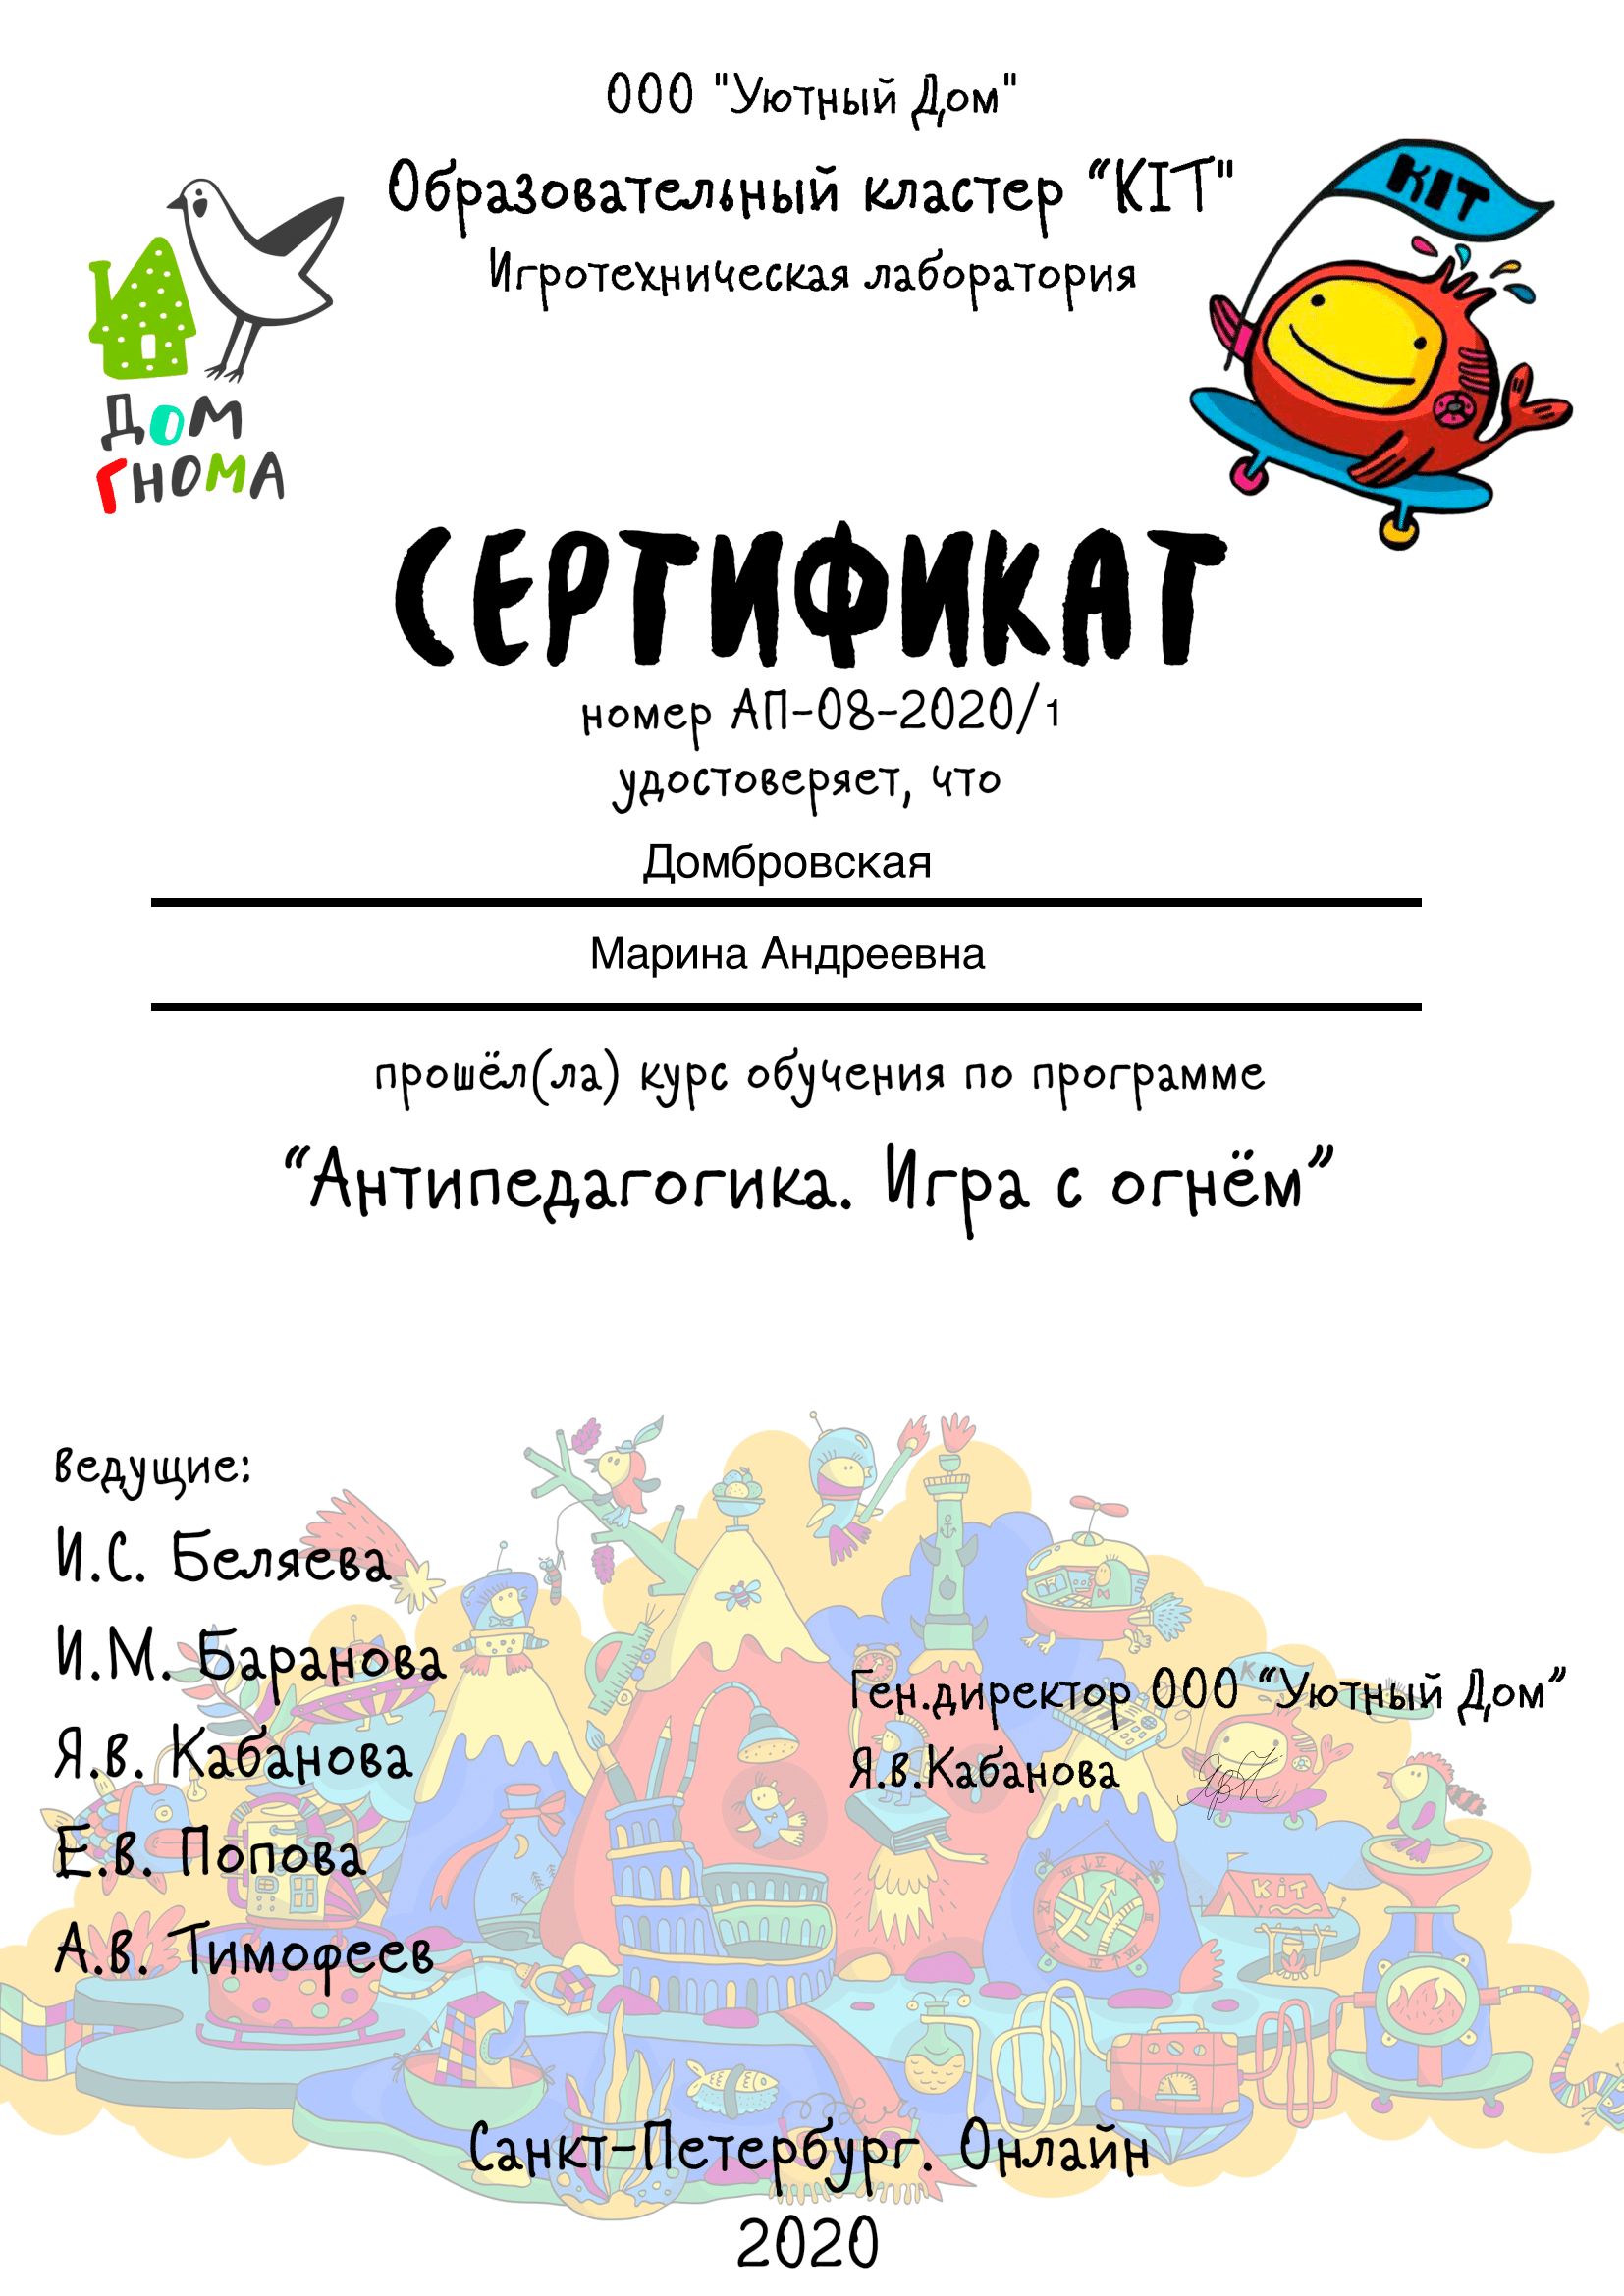 ООО "Уютный Дом"
Образовательный кластер “KIT"
Игротехническая лаборатория
KIT
Дом
Гнома
СЕРТИФИКАТ
номер АП-08-2020/1
удостоверяет, что
Домбровская
Марина Андреевна
прошёл(ла) курс обучения по программе
“Антипедагогика. Игра с огнём”
Ведущие:
И.С. Беляева
И.М. Баранова
Я.В. Кабанова
Е.В. Попова
А.В. Тимофеев
Ген.директор ООО “Уютный Дом”
Я.В.Кабанова
KIT
KIT
Санкт-Петербург. Онлайн
2020